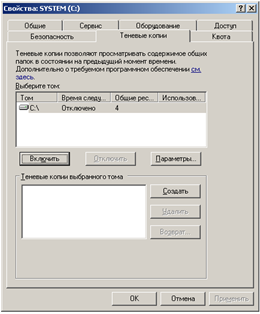 Свойства: SYSTEM (C:)
Общие Сервис Оборудование Доступ
Безопасность Теневые копии Квота
Теневые копии позволяют просматривать содержимое общих
папок в состоянии на предыдущий момент времени.
Дополнительно о требуемом программном обеспечении см.
здесь.
Выберите том:
Том Время следу... Общие рес... Использов...
C:\ Отключено 4
Включить Отключить Параметры...
Теневые копии выбранного тома
Создать
Удалить
Возврат...
OK Отмена Применить